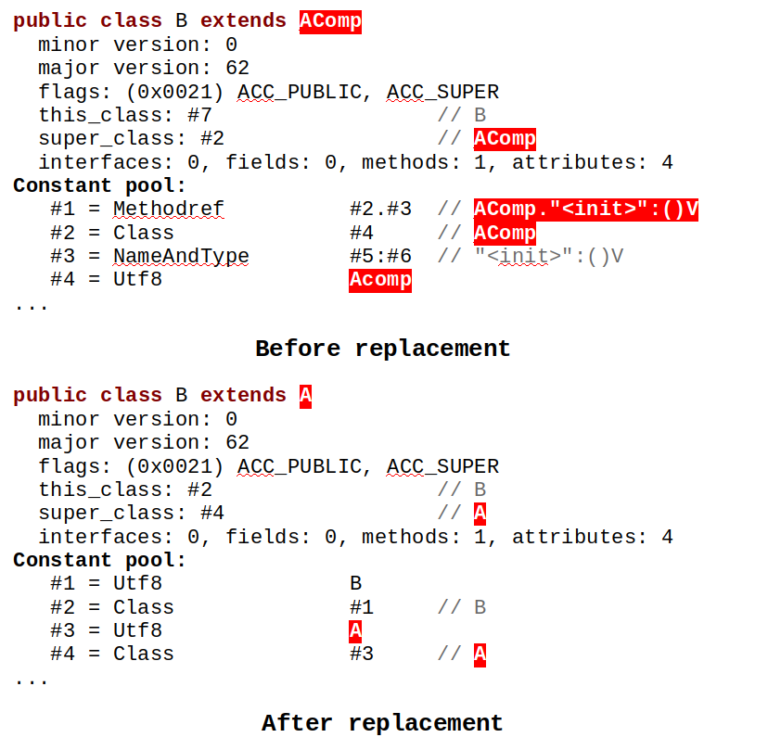 public class B extends AComp
  minor version: 0
  major version: 62
  flags: (0x0021) ACC_PUBLIC, ACC_SUPER
  this_class: #7                  // B
  super_class: #2                 // AComp
  interfaces: 0, fields: 0, methods: 1, attributes: 4
Constant pool:
   #1 = Methodref          #2.#3  // AComp."<init>":()V
   #2 = Class              #4     // AComp
   #3 = NameAndType        #5:#6  // "<init>":()V
   #4 = Utf8               Acomp
...
Before replacement
public class B extends A
  minor version: 0
  major version: 62
  flags: (0x0021) ACC_PUBLIC, ACC_SUPER
  this_class: #2                  // B
  super_class: #4                 // A
  interfaces: 0, fields: 0, methods: 1, attributes: 4
Constant pool:
   #1 = Utf8               B
   #2 = Class              #1     // B
   #3 = Utf8               A
   #4 = Class              #3     // A
...
After replacement